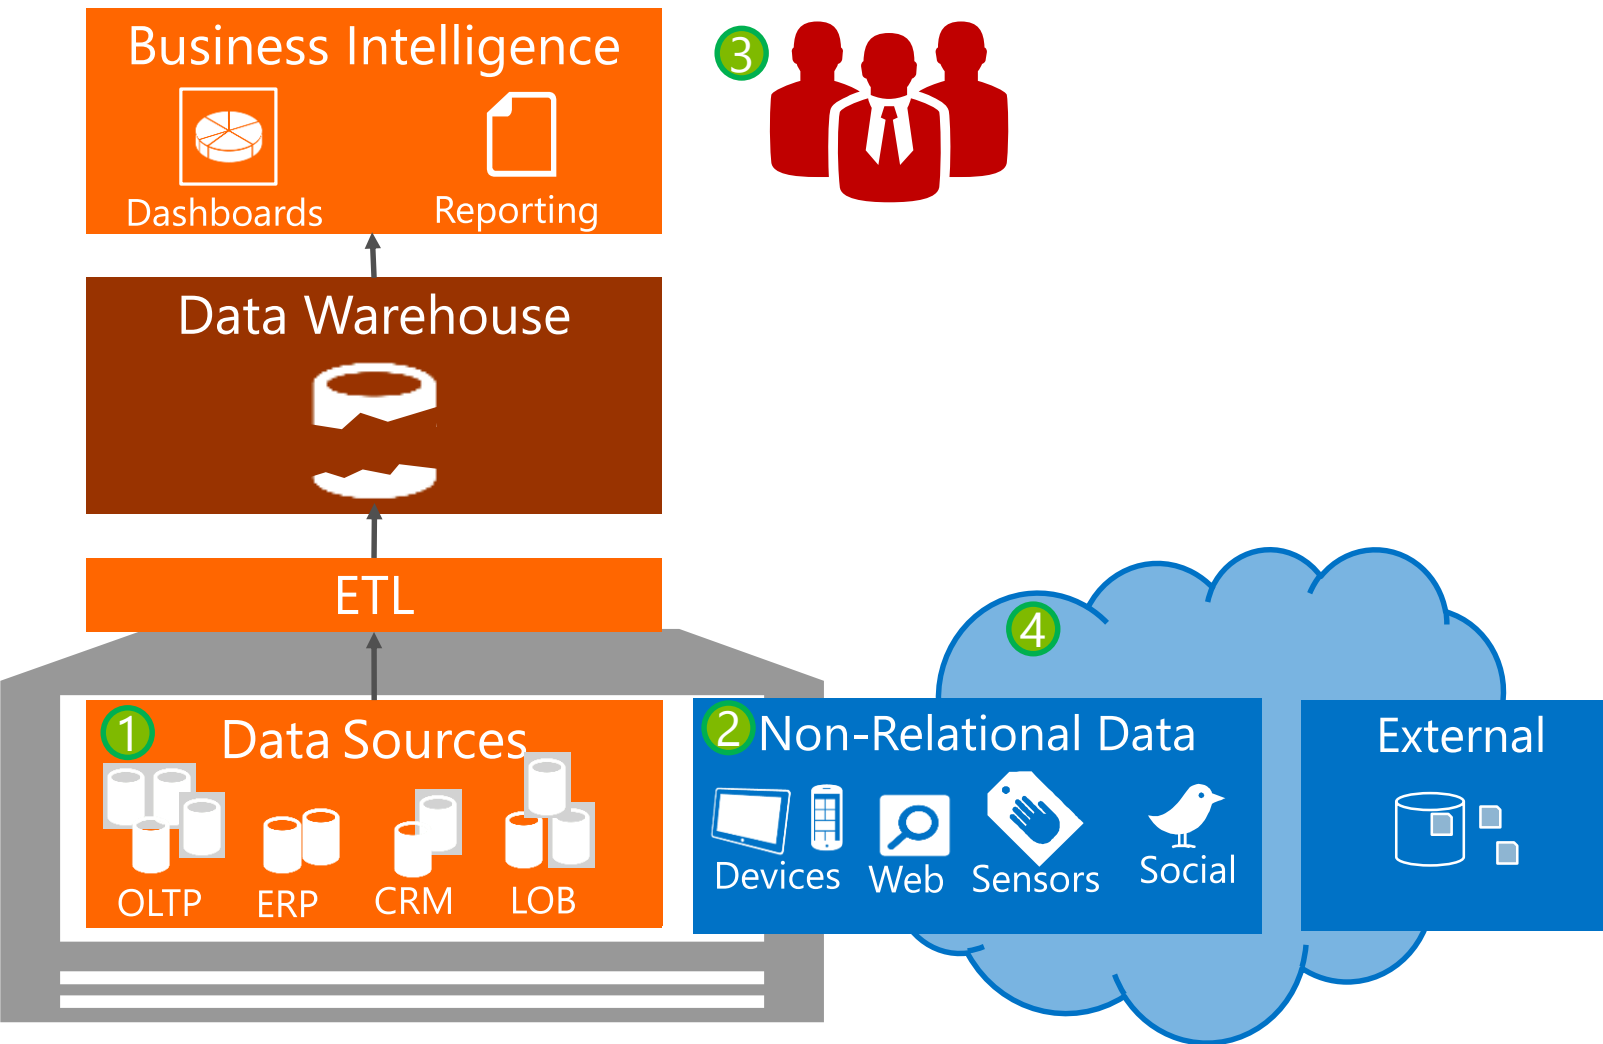 Business Intelligence
Dashboards
Reporting
3
Data Warehouse
ETL
4
1
Data Sources
OLTP
ERP
CRM
LOB
2
Non-Relational Data
Devices
Web
Sensors
Social
External